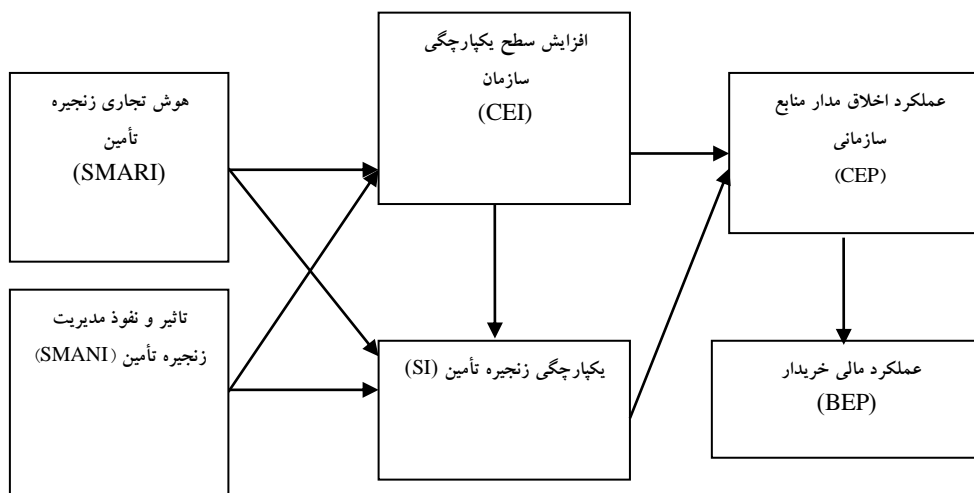 هوش تجاری زنجیره
تأمین
(SMARI)
تاثیر و نفوذ مدیریت
زنجیره تأمین (SMANI)
افزایش سطح یکپارچگی
سازمان
(CEI)
یکپارچگی زنجیره تأمین (SI)
عملکرد اخلاق مدار منابع
سازمانی
(CEP)
عملکرد مالی خریدار
(BEP)